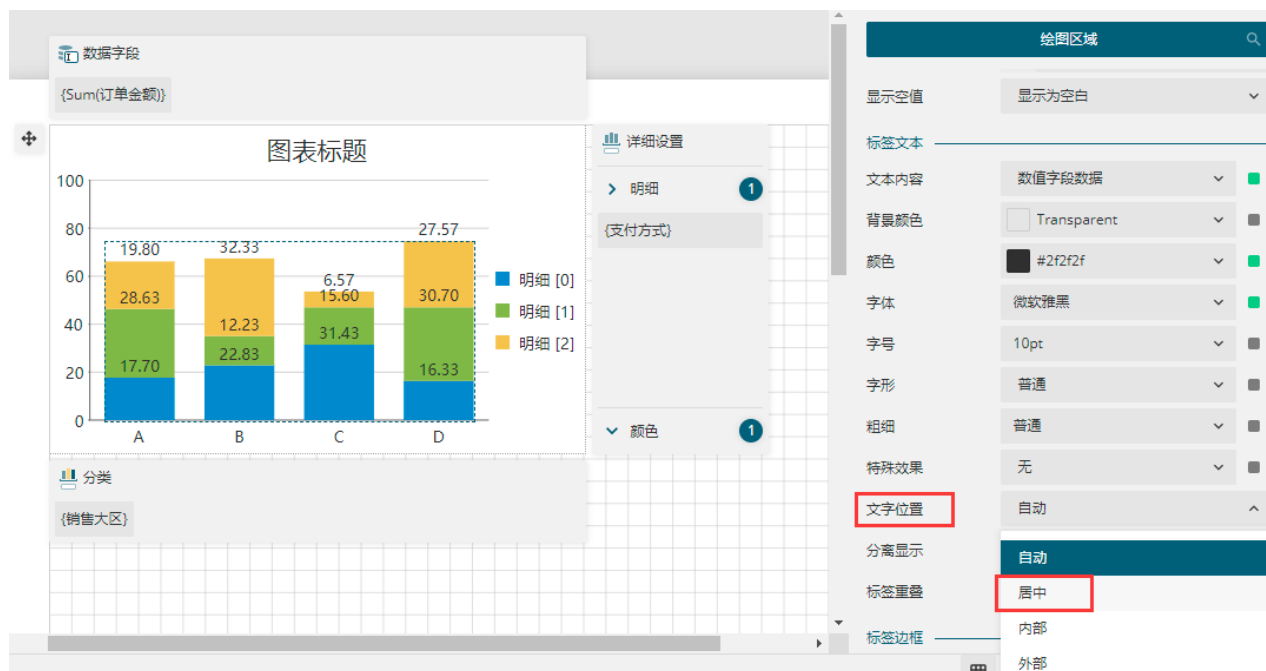 数据字段
{Sum(订单金额)}
图表标题
100
80
60
40
20
0
19.80
28.63
17.70
32.33
12.23
22.83
6.57
15.60
31.43
27.57
30.70
16.33
A
B
C
D
明细 [0]
明细 [1]
明细 [2]
详细设置
明细
1
{支付方式}
颜色
1
分类
{销售大区}
绘图区域
显示空值 显示为空白
标签文本
文本内容 数值字段数据
背景颜色 Transparent
颜色 #2f2f2f
字体 微软雅黑
字号 10pt
字形 普通
粗细 普通
特殊效果 无
文字位置 自动
分离显示 自动
标签重叠 居中
内部
标签边框
外部